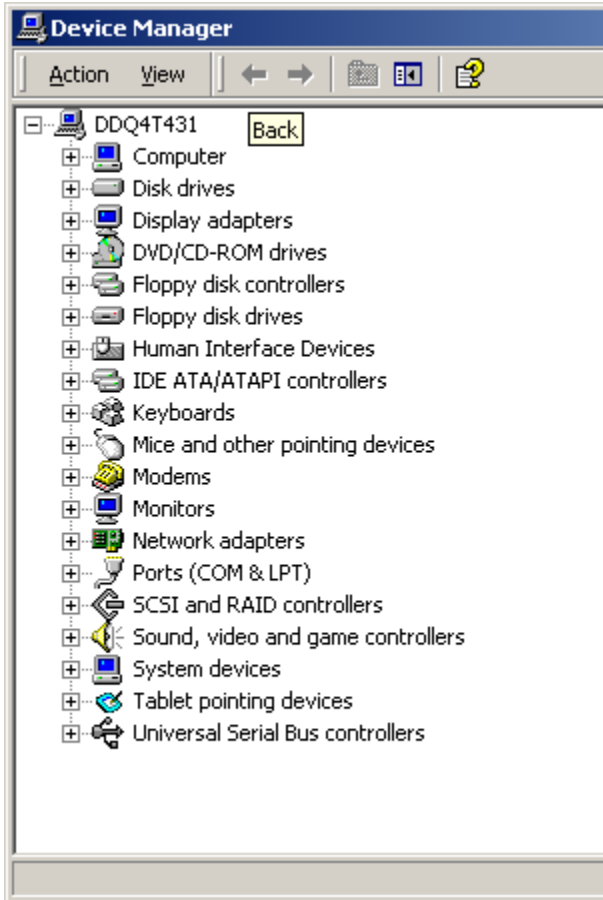 Device Manager
Action View
Back
DDQ4T431
Computer
Disk drives
Display adapters
DVD/CD-ROM drives
Floppy disk controllers
Floppy disk drives
Human Interface Devices
IDE ATA/ATAPI controllers
Keyboards
Mice and other pointing devices
Modems
Monitors
Network adapters
Ports (COM & LPT)
SCSI and RAID controllers
Sound, video and game controllers
System devices
Tablet pointing devices
Universal Serial Bus controllers